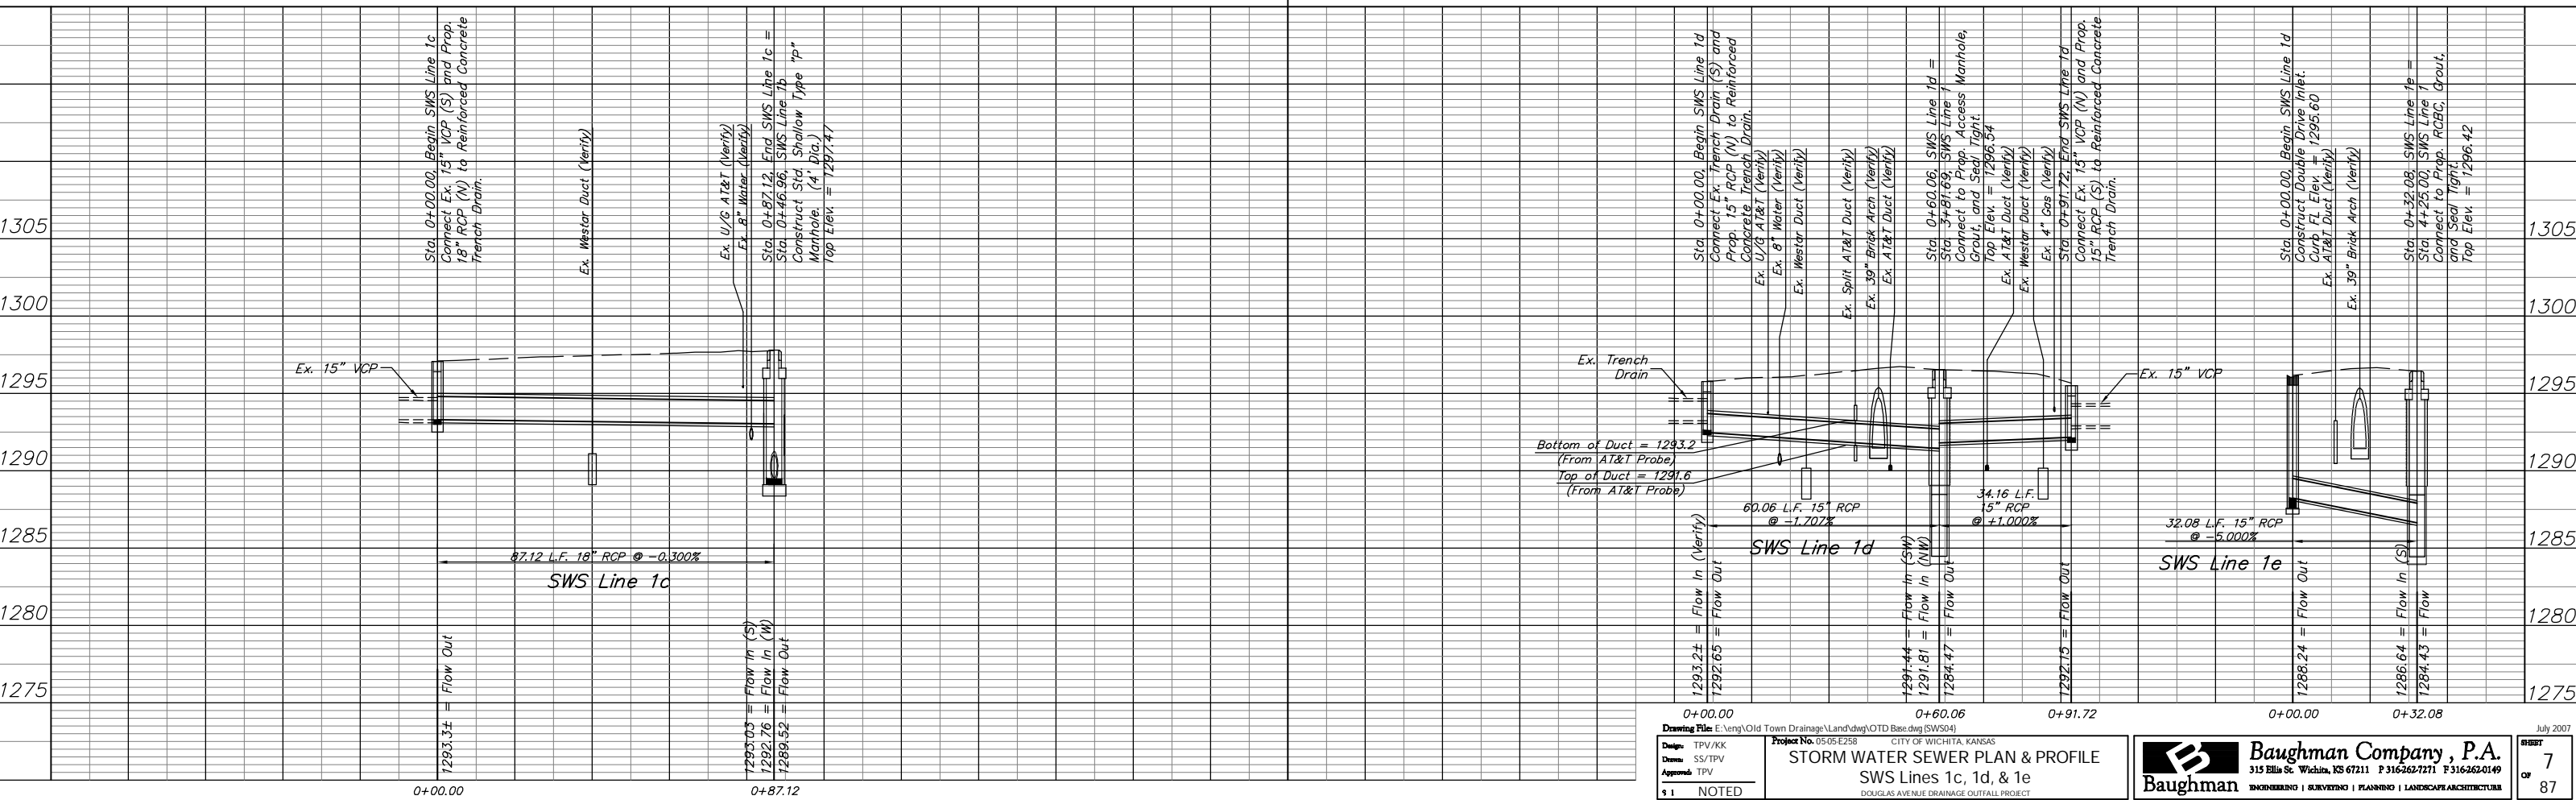 1305
1300
1295
1290
1285
1280
1275
Sta. 0+00.00, Begin SWS Line 1c
Connect Ex. 15" VCP (S) and Prop.
18" RCP (N) to Reinforced Concrete
Trench Drain.
Ex. Westar Duct (Verify)
Ex. U/G AT&T (Verify)
Ex. 8" Water (Verify)
Sta. 0+87.12, End SWS Line 1c =
Sta. 0+46.96, SWS Line 1b
Construct Std. Shallow Type "P"
Manhole. (4' Dia.)
Top Elev. = 1297.47
Ex. 15" VCP
87.12 L.F. 18" RCP @ -0.300%
SWS Line 1c
1293.3± = Flow Out
1293.03 = Flow In (S)
1292.76 = Flow In (W)
1289.52 = Flow Out
0+00.00
0+87.12
Sta. 0+00.00, Begin SWS Line 1d
Connect Ex. Trench Drain (S) and
Prop. 15" RCP (N) to Reinforced
Concrete Trench Drain.
Ex. U/G AT&T (Verify)
Ex. 8" Water (Verify)
Ex. Westar Duct (Verify)
Ex. Split AT&T Duct (Verify)
Ex. 39" Brick Arch (Verify)
Ex. AT&T Duct (Verify)
Sta. 0+60.06, SWS Line 1d =
Sta. 3+81.69, SWS Line 1
Connect to Prop. Access Manhole,
Grout, and Seal Tight.
Top Elev. = 1296.54
Ex. AT&T Duct (Verify)
Ex. Westar Duct (Verify)
Ex. 4" Gas (Verify)
Sta. 0+91.72, End SWS Line 1d
Connect Ex. 15" VCP (N) and Prop.
15" RCP (S) to Reinforced Concrete
Trench Drain.
Ex. Trench
Drain
Ex. 15" VCP
Bottom of Duct = 1293.2
(From AT&T Probe)
Top of Duct = 1291.6
(From AT&T Probe)
60.06 L.F. 15" RCP
@ -1.707%
34.16 L.F.
15" RCP
@ +1.000%
SWS Line 1d
1293.2± = Flow In (Verify)
1292.65 = Flow Out
1291.44 = Flow In (SW)
1291.81 = Flow In (NW)
1284.47 = Flow Out
1292.15 = Flow Out
0+00.00
0+60.06
0+91.72
Sta. 0+00.00, Begin SWS Line 1d
Construct Double Drive Inlet.
Curb FL Elev. = 1295.60
Ex. AT&T Duct (Verify)
Ex. 39" Brick Arch (Verify)
Sta. 0+32.08, SWS Line 1e =
Sta. 4+25.00, SWS Line 1
Connect to Prop. RCBC, Grout,
and Seal Tight.
Top Elev. = 1296.42
32.08 L.F. 15" RCP
@ -5.000%
SWS Line 1e
1288.24 = Flow Out
1286.64 = Flow In (S)
1284.43 = Flow
0+00.00
0+32.08
1305
1300
1295
1290
1285
1280
1275
Drawing File: E:\eng\Old Town Drainage\Land\dwg\OTD Base.dwg (SWS04)
Design: TPV/KK
Drawn: SS/TPV
Approved: TPV
NOTED
Project No. 05-05-E258
CITY OF WICHITA, KANSAS
STORM WATER SEWER PLAN & PROFILE
SWS Lines 1c, 1d, & 1e
DOUGLAS AVENUE DRAINAGE OUTFALL PROJECT
Baughman
Baughman Company, P.A.
315 Ellis St. Wichita, KS 67211 P 316-262-7271 F 316-262-0149
ENGINEERING | SURVEYING | PLANNING | LANDSCAPE ARCHITECTURE
July 2007
SHEET
7
OF
87